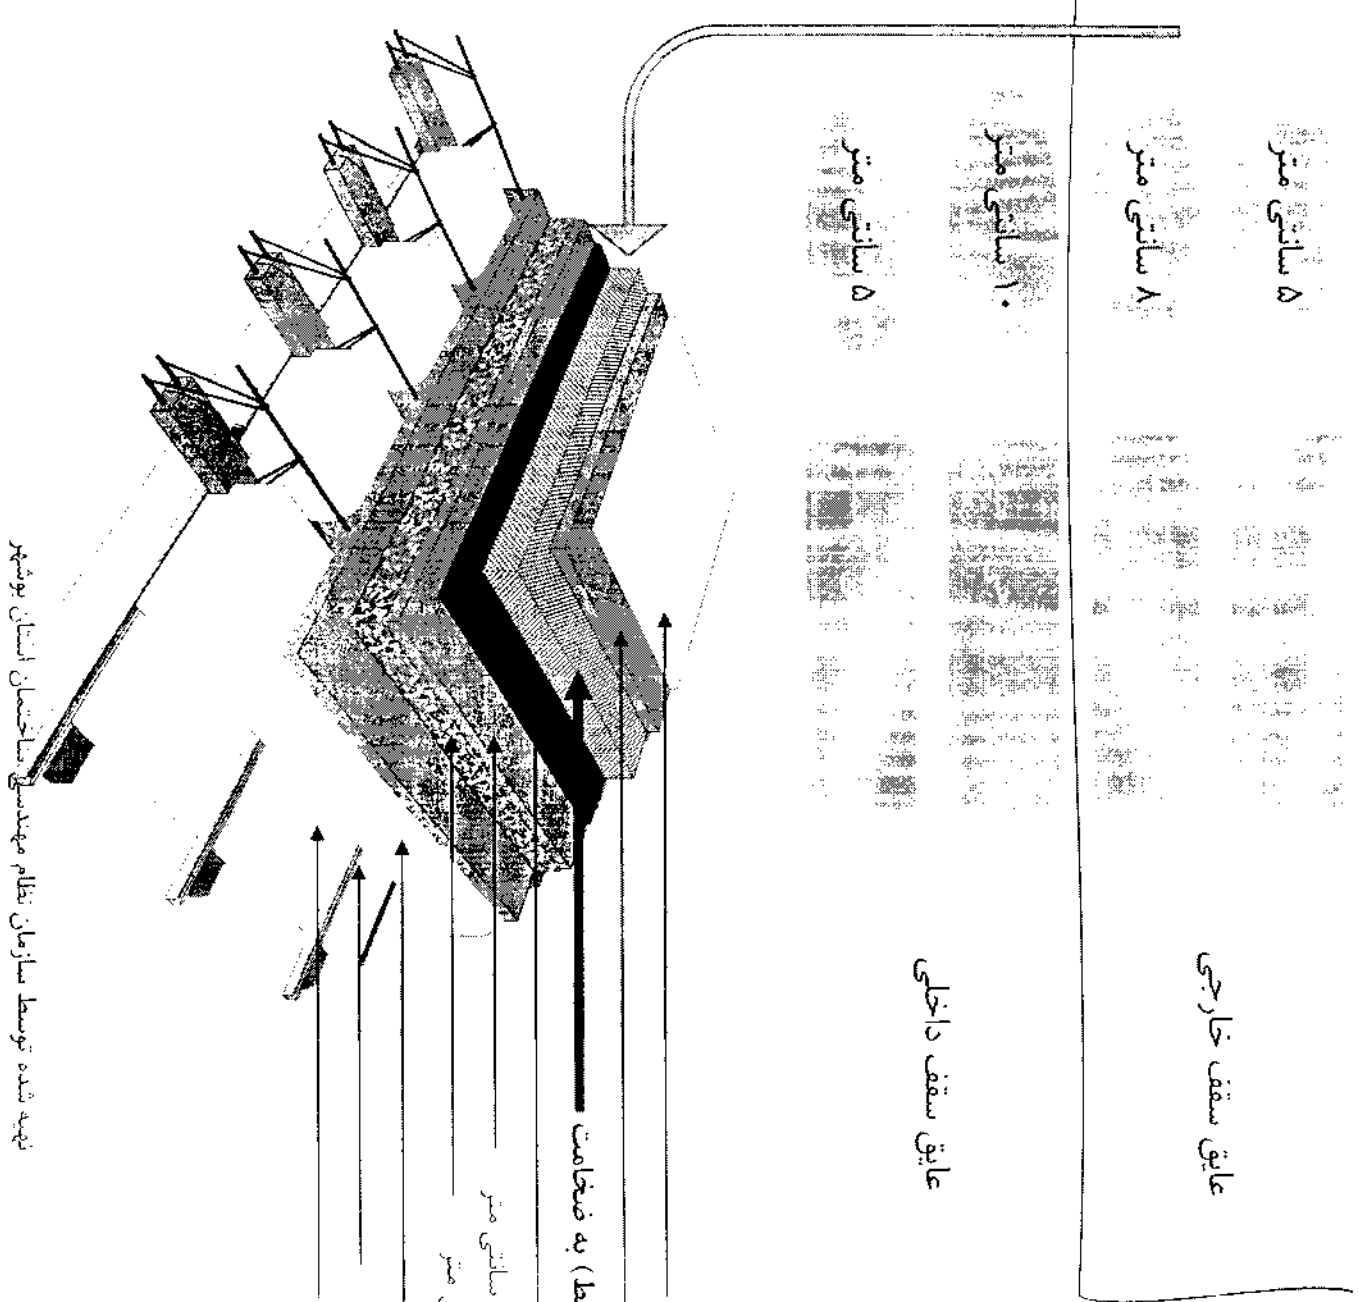 عایق سقف خارجی
۵ سانتی متر
۸ سانتی متر
عایق سقف داخلی
۱۰ سانتی متر
۵ سانتی متر
به ضخامت
سانتی متر
متر
تهیه شده توسط سازمان نظام مهندسی ساختمان استان بوشهر